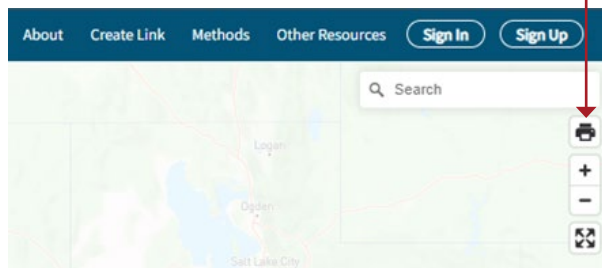 About Create Link Methods Other Resources Sign In Sign Up
Search
Logan
Ogden
Salt Lake City